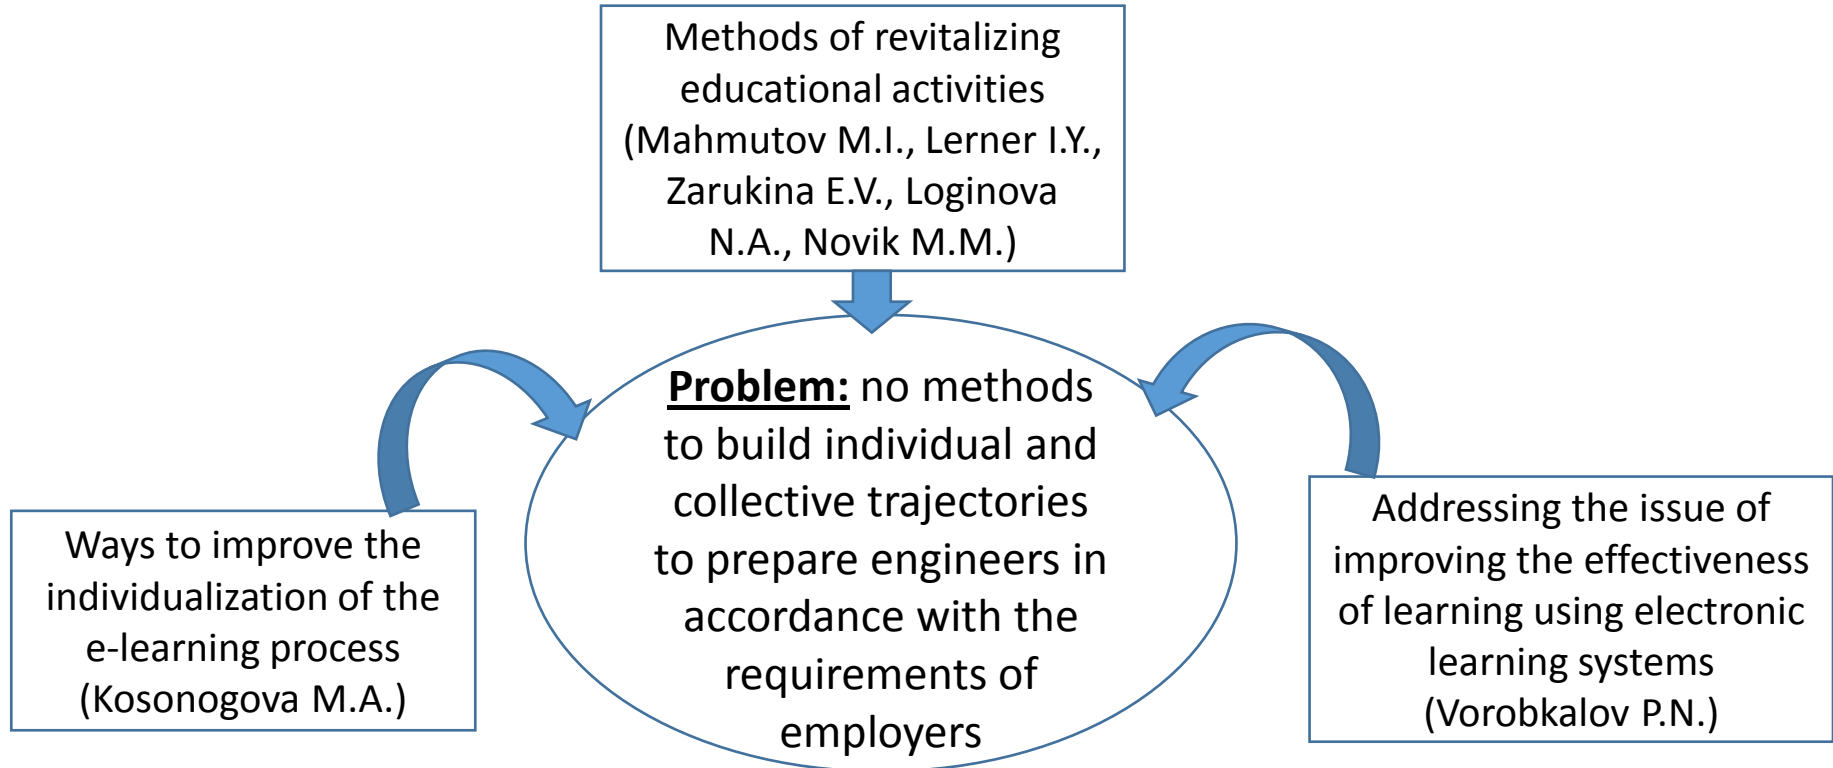 Methods of revitalizing
educational activities
(Mahmutov M.I., Lerner I.Y.,
Zarukina E.V., Loginova
N.A., Novik M.M.)
Problem: no methods
to build individual and
collective trajectories
to prepare engineers in
accordance with the
requirements of
employers
Ways to improve the
individualization of the
e-learning process
(Kosonogova M.A.)
Addressing the issue of
improving the effectiveness
of learning using electronic
learning systems
(Vorobkalov P.N.)